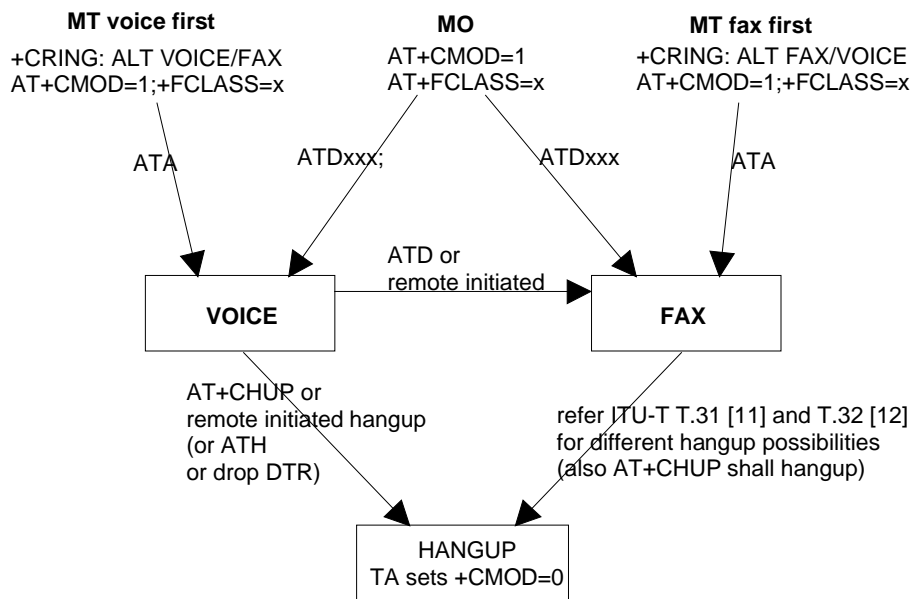 MT voice first
+CRING: ALT VOICE/FAX
AT+CMOD=1;+FCLASS=x
MO
AT+CMOD=1
AT+FCLASS=x
MT fax first
+CRING: ALT FAX/VOICE
AT+CMOD=1;+FCLASS=x
ATA
ATDxxx;
ATDxxx
ATA
ATD or
remote initiated
VOICE
FAX
AT+CHUP or
remote initiated hangup
(or ATH
or drop DTR)
refer ITU-T T.31 [11] and T.32 [12]
for different hangup possibilities
(also AT+CHUP shall hangup)
HANGUP
TA sets +CMOD=0